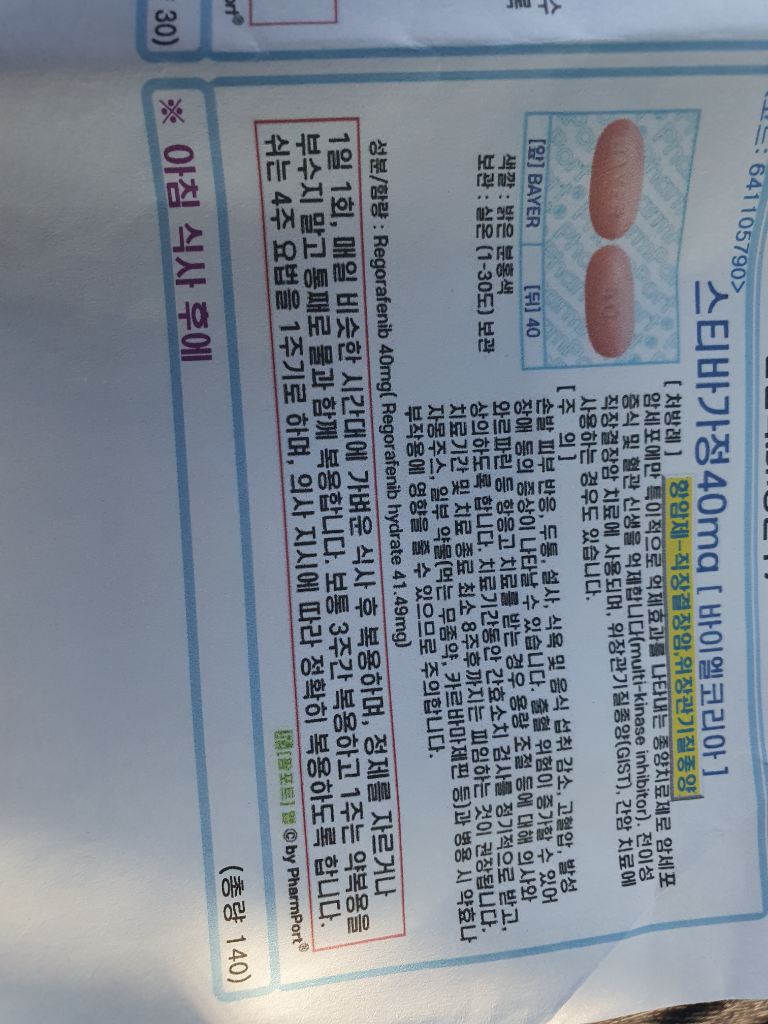 641105790>
스티바가정40mg [ 바이엘코리아 ]
[앞] BAYER [뒤] 40
색깔 : 밝은 분홍색
보관 : 실온 (1-30도) 보관
[ 처방례 ] 항암제-직장결장암,위장관기질종양
암세포에만 특이적으로 억제효과를 나타내는 종양치료제로 암세포
증식 및 혈관 신생을 억제합니다(multi-kinase inhibitor). 전이성
직장결장암 치료에 사용되며, 위장관기질종양(GIST), 간암 치료에
사용하는 경우도 있습니다.
[ 주 의 ]
손발 피부 반응, 두통, 설사, 식욕 및 음식 섭취 감소, 고혈압, 발성
장애 등의 증상이 나타날 수 있습니다. 출혈 위험이 증가할 수 있어
와르파린 등 항응고 치료를 받는 경우 용량 조절 등에 대해 의사와
상의하도록 합니다. 치료기간동안 간효소치 검사를 정기적으로 받고,
치료기간 및 치료 종료 최소 8주후까지는 피임하는 것이 권장됩니다.
자몽주스, 일부 약물(먹는 무좀약, 카르바마제핀 등)과 병용 시 약효나
부작용에 영향을 줄 수 있으므로 주의합니다.
성분/함량 : Regorafenib 40mg( Regorafenib hydrate 41.49mg)
1일 1회, 매일 비슷한 시간대에 가벼운 식사 후 복용하며, 정제를 자르거나
부수지 말고 통째로 물과 함께 복용합니다. 보통 3주간 복용하고 1주는 약복용을
쉬는 4주 요법을 1주기로 하며, 의사 지시에 따라 정확히 복용하도록 합니다.
[팜포트] © by PharmPort®
※ 아침 식사 후에 (총량 140)
30)